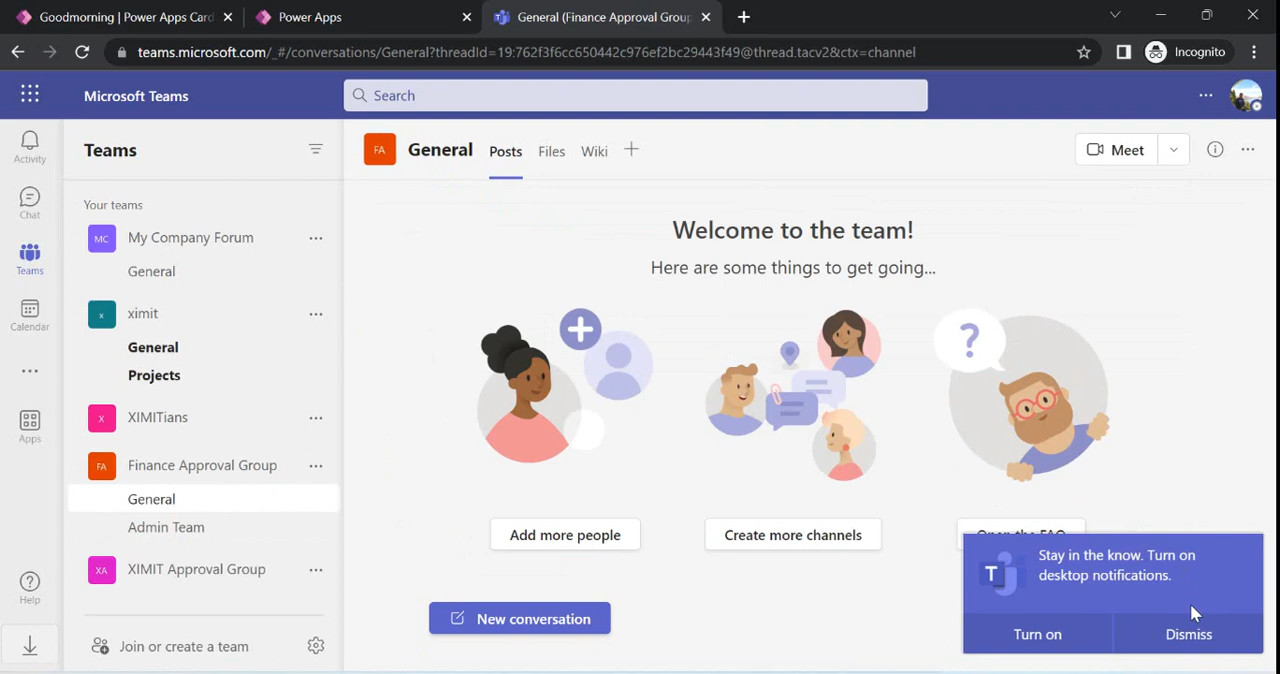 Goodmorning | Power Apps Card
Power Apps
General (Finance Approval Group
teams.microsoft.com/_#/conversations/General?threadId=19:762f3f6cc650442c976ef2bc29443f49@thread.tacv2&ctx=channel
Incognito
Microsoft Teams
Search
Activity
Chat
Teams
Calendar
Apps
Help
Teams
Your teams
MC My Company Forum
General
x ximit
General
Projects
X XIMITians
FA Finance Approval Group
General
Admin Team
XA XIMIT Approval Group
Join or create a team
FA General Posts Files Wiki
Meet
Welcome to the team!
Here are some things to get going...
?
Add more people
Create more channels
Open the FAQ
New conversation
T
Stay in the know. Turn on
desktop notifications.
Turn on
Dismiss